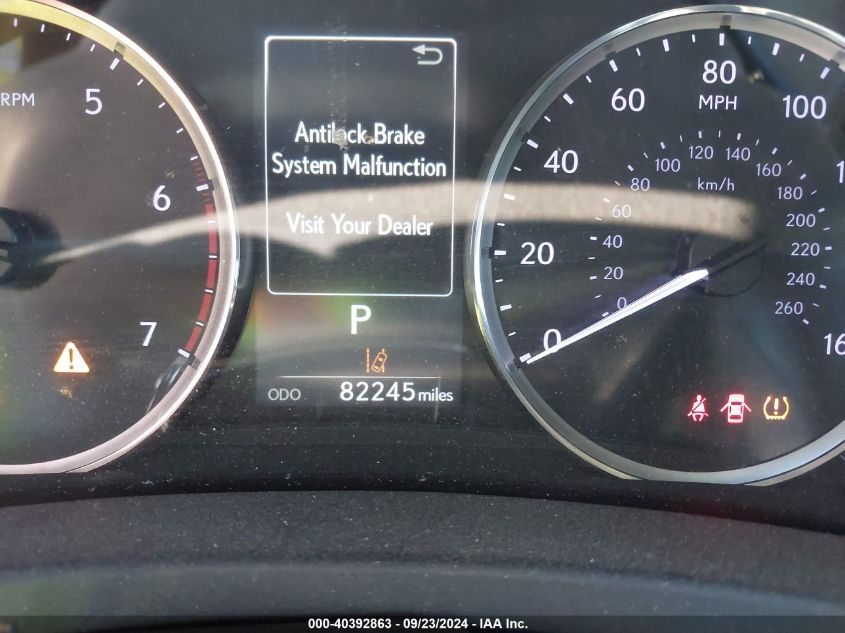 RPM
5
6
7
Antilock Brake
System Malfunction
Visit Your Dealer
P
ODO 82245 miles
0
20
40
60
80
100
MPH
km/h
0
20
40
60
80
100
120
140
160
180
200
220
240
260
000-40392863 - 09/23/2024 - IAA Inc.